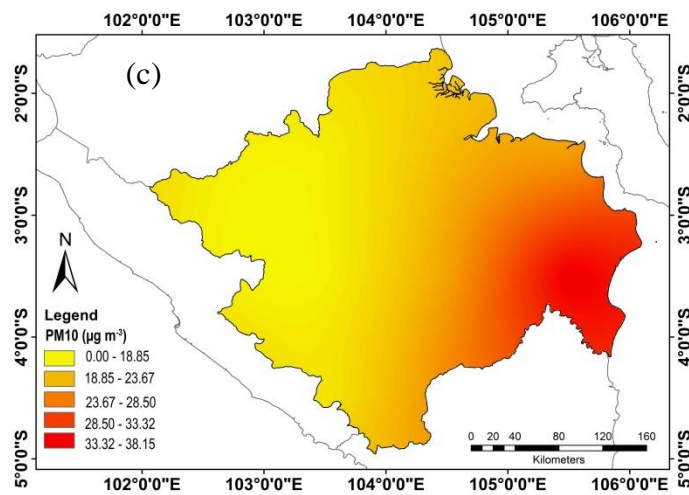 102°0'0"E 103°0'0"E 104°0'0"E 105°0'0"E 106°0'0"E
(c)
2°0'0"S 2°0'0"S
3°0'0"S 3°0'0"S
N
Legend
PM10 (µg m⁻³)
0.00 - 18.85
18.85 - 23.67
23.67 - 28.50
28.50 - 33.32
33.32 - 38.15
4°0'0"S 4°0'0"S
0 20 40 80 120 160
Kilometers
5°0'0"S 5°0'0"S
102°0'0"E 103°0'0"E 104°0'0"E 105°0'0"E 106°0'0"E